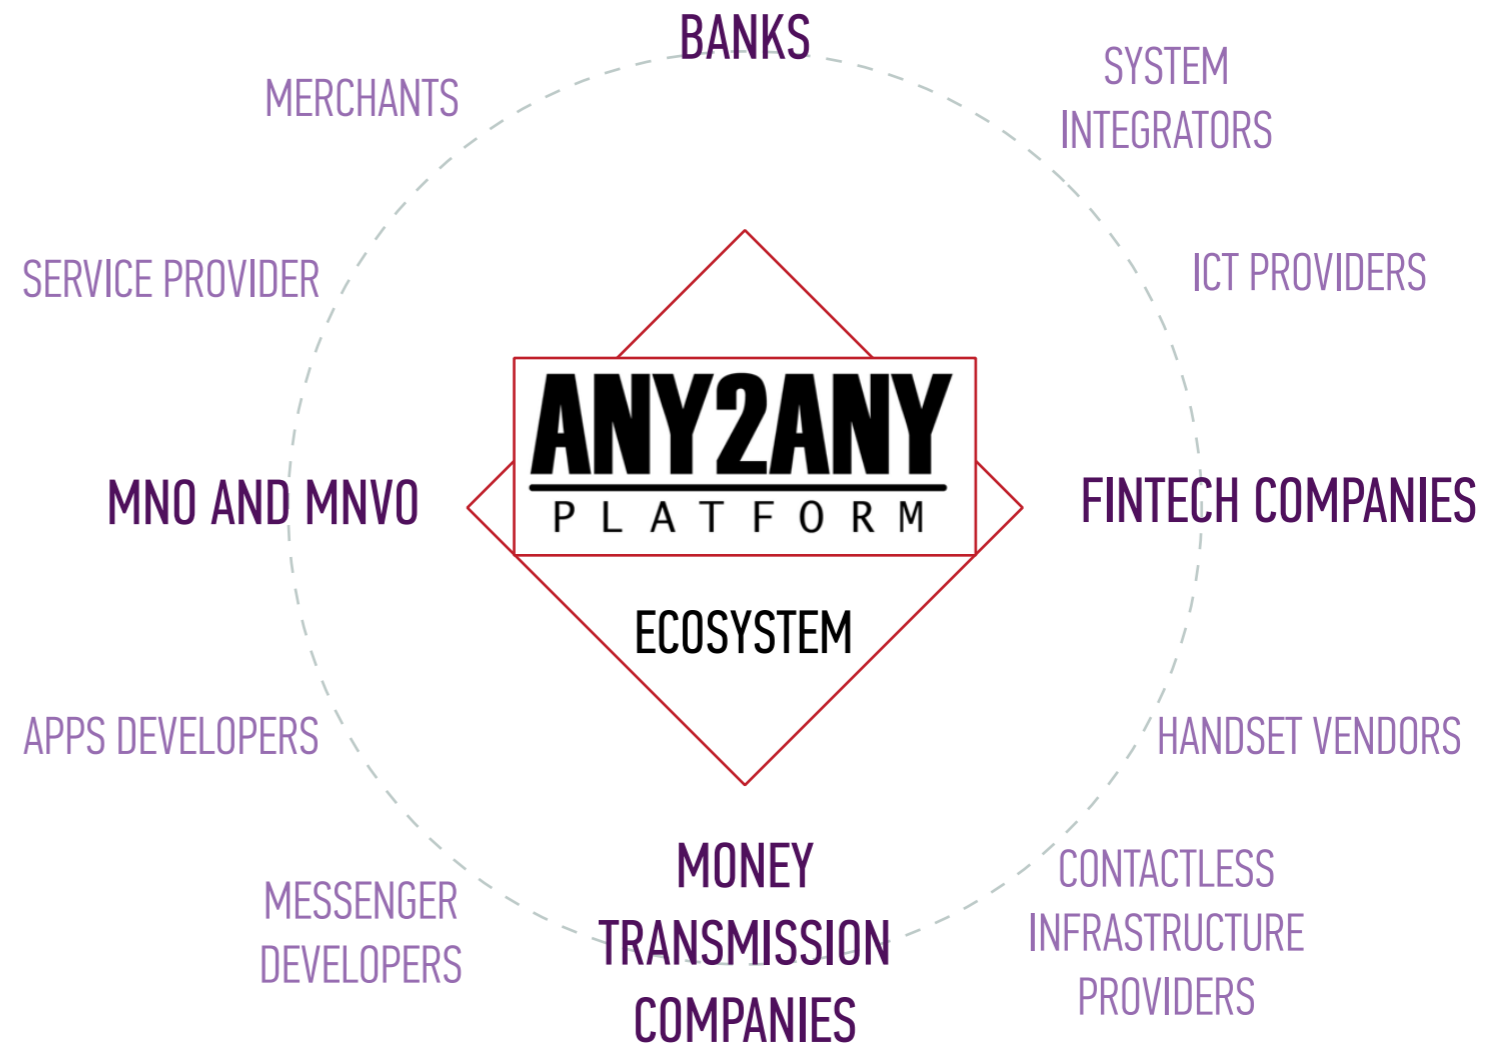 BANKS
MERCHANTS
SYSTEM
INTEGRATORS
SERVICE PROVIDER
ICT PROVIDERS
ANY2ANY
PLATFORM
MNO AND MNVO
FINTECH COMPANIES
ECOSYSTEM
APPS DEVELOPERS
HANDSET VENDORS
MESSENGER
DEVELOPERS
MONEY
TRANSMISSION
COMPANIES
CONTACTLESS
INFRASTRUCTURE
PROVIDERS